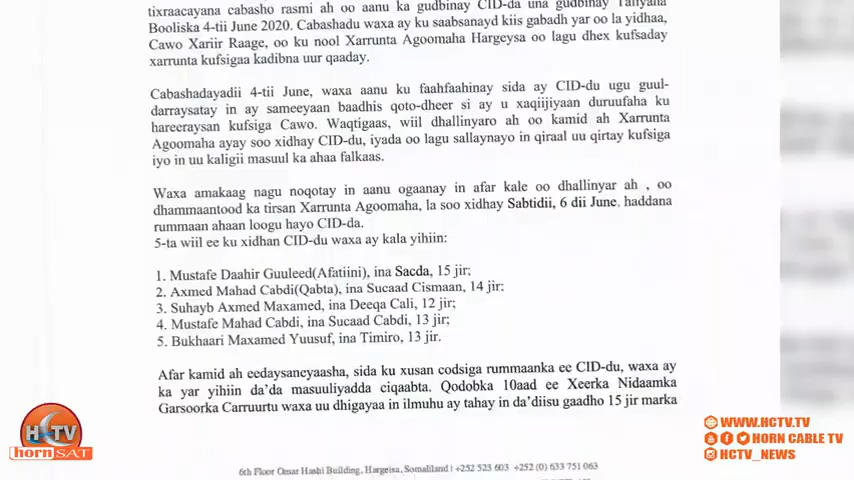 tixraacayana cabasho rasmi ah oo aanu ka gudbinay CID-da una gudbinay Taliyana
Booliska 4-tii June 2020. Cabashadu waxa ay ku saabsanayd kiis gabadh yar oo la yidhaa,
Cawo Xariir Raage, oo ku nool Xarrunta Agoomaha Hargeysa oo lagu dhex kufsaday
xarrunta kufsigaa kadibna uur qaaday.
Cabashadayadii 4-tii June, waxa aanu ku faahfaahinay sida ay CID-du ugu guul-
darraysatay in ay sameeyaan baadhis qoto-dheer si ay u xaqiijiyaan duruufaha ku
hareeraysan kufsiga Cawo. Waqtigaas, wiil dhallinyaro ah oo kamid ah Xarrunta
Agoomaha ayay soo xidhay CID-du, iyada oo lagu sallaynayo in qiraal uu qirtay kufsiga
iyo in uu kaligii masuul ka ahaa falkaas.
Waxa amakaag nagu noqotay in aanu ogaanay in afar kale oo dhallinyar ah , oo
dhammaantood ka tirsan Xarrunta Agoomaha, la soo xidhay Sabtidii, 6 dii June, haddana
rummaan ahaan loogu hayo CID-da.
5-ta wiil ee ku xidhan CID-du waxa ay kala yihiin:
1. Mustafe Daahir Guuleed(Afatiini), ina Sacda, 15 jir;
2. Axmed Mahad Cabdi(Qabta), ina Sucaad Cismaan, 14 jir;
3. Suhayb Axmed Maxamed, ina Deeqa Cali, 12 jir;
4. Mustafe Mahad Cabdi, ina Sucaad Cabdi, 13 jir;
5. Bukhaari Maxamed Yuusuf, ina Timiro, 13 jir.
Afar kamid ah eedaysancyaasha, sida ku xusan codsiga rummaanka ee CID-du, waxa ay
ka yar yihiin da'da masuuliyadda ciqaabta. Qodobka 10aad ee Xeerka Nidaamka
Garsoorka Carruurtu waxa uu dhigayaa in ilmuhu ay tahay in da'diisu gaadho 15 jir marka
6th Floor Omar Hashi Building, Hargeisa, Somaliland | +252 523 603 +252 (0) 633 751 063
HCTV
horn SAT
WWW.HCTV.TV
HORN CABLE TV
HCTV_NEWS